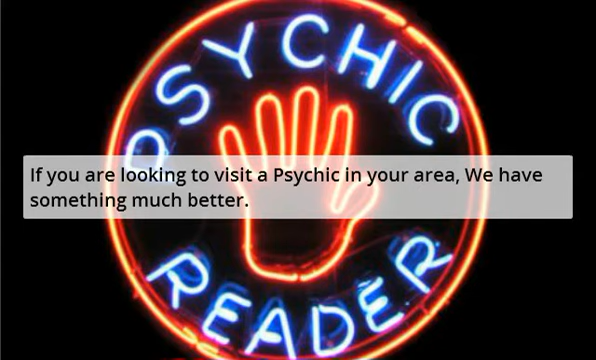 PSYCHIC
If you are looking to visit a Psychic in your area, We have
something much better.
READER